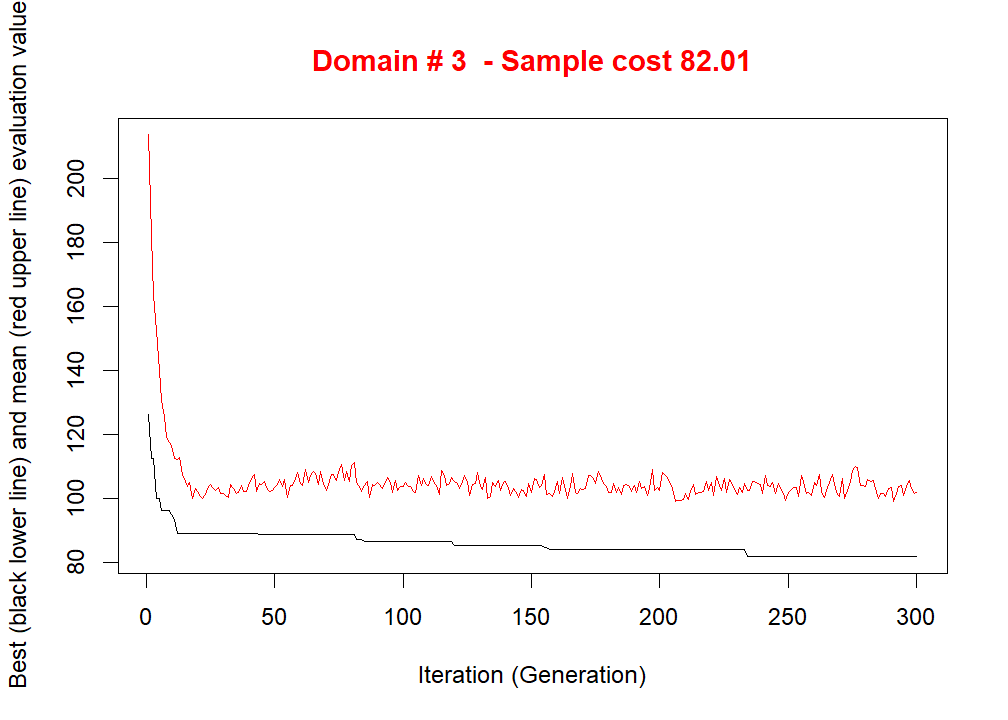 Domain # 3  - Sample cost 82.01
Best (black lower line) and mean (red upper line) evaluation value
200
180
160
140
120
100
80
0 50 100 150 200 250 300
Iteration (Generation)